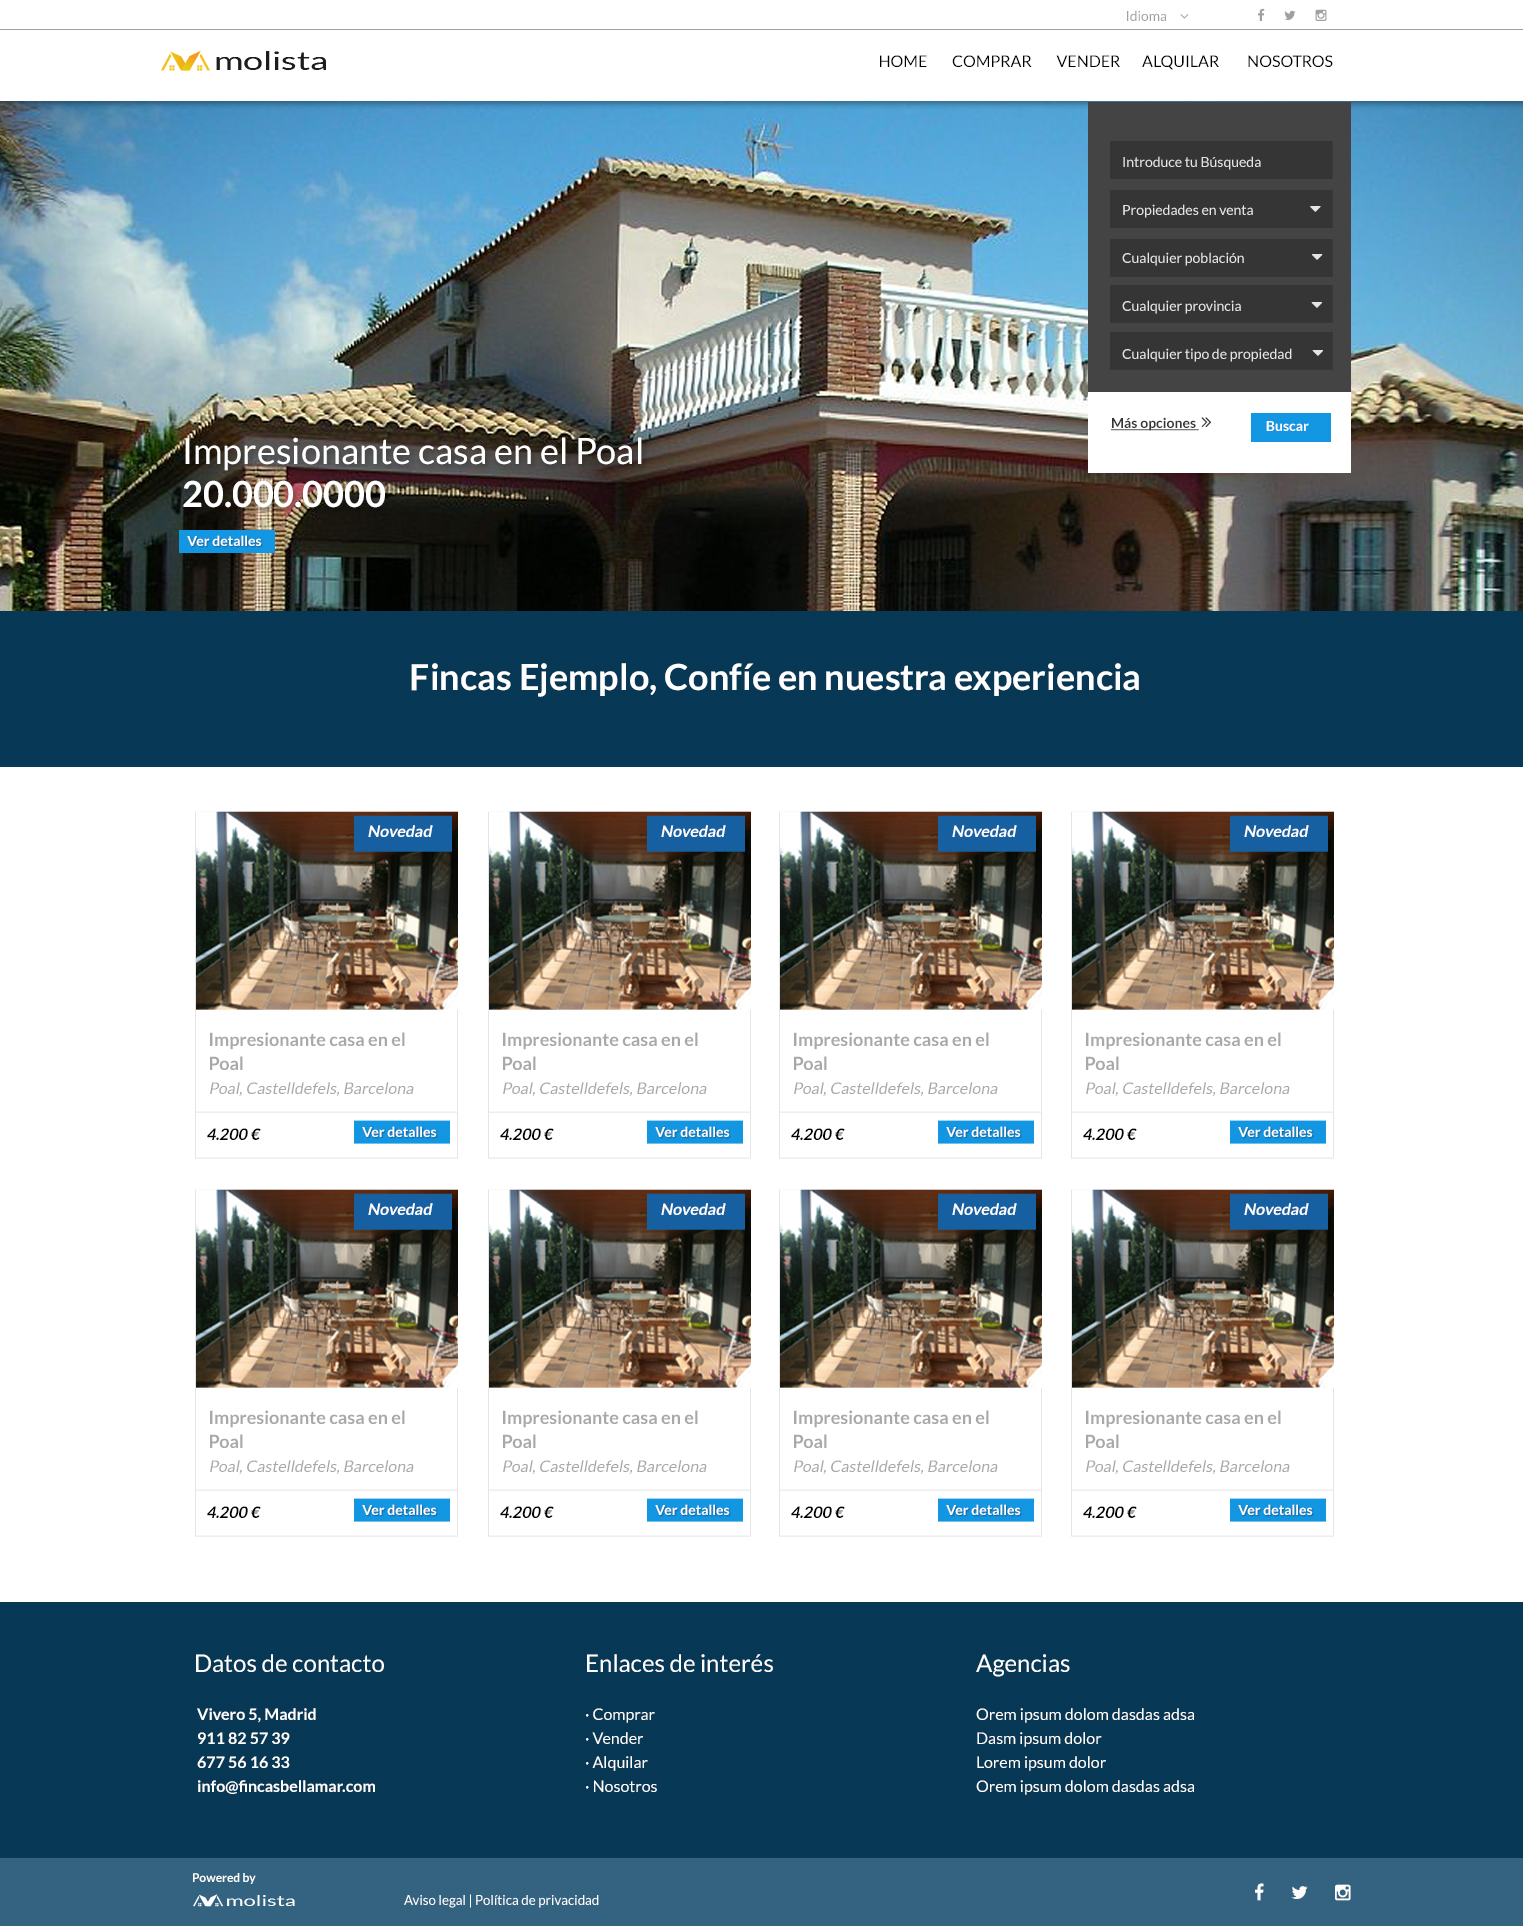 Idioma
molista
HOME COMPRAR VENDER ALQUILAR NOSOTROS
Introduce tu Búsqueda
Propiedades en venta
Cualquier población
Cualquier provincia
Cualquier tipo de propiedad
Más opciones »
Buscar
Impresionante casa en el Poal
20.000.0000
Ver detalles
Fincas Ejemplo, Confíe en nuestra experiencia
Novedad
Impresionante casa en el
Poal
Poal, Castelldefels, Barcelona
4.200 €
Ver detalles
Novedad
Impresionante casa en el
Poal
Poal, Castelldefels, Barcelona
4.200 €
Ver detalles
Novedad
Impresionante casa en el
Poal
Poal, Castelldefels, Barcelona
4.200 €
Ver detalles
Novedad
Impresionante casa en el
Poal
Poal, Castelldefels, Barcelona
4.200 €
Ver detalles
Novedad
Impresionante casa en el
Poal
Poal, Castelldefels, Barcelona
4.200 €
Ver detalles
Novedad
Impresionante casa en el
Poal
Poal, Castelldefels, Barcelona
4.200 €
Ver detalles
Novedad
Impresionante casa en el
Poal
Poal, Castelldefels, Barcelona
4.200 €
Ver detalles
Novedad
Impresionante casa en el
Poal
Poal, Castelldefels, Barcelona
4.200 €
Ver detalles
Datos de contacto
Vivero 5, Madrid
911 82 57 39
677 56 16 33
info@fincasbellamar.com
Enlaces de interés
· Comprar
· Vender
· Alquilar
· Nosotros
Agencias
Orem ipsum dolom dasdas adsa
Dasm ipsum dolor
Lorem ipsum dolor
Orem ipsum dolom dasdas adsa
Powered by
molista
Aviso legal | Política de privacidad